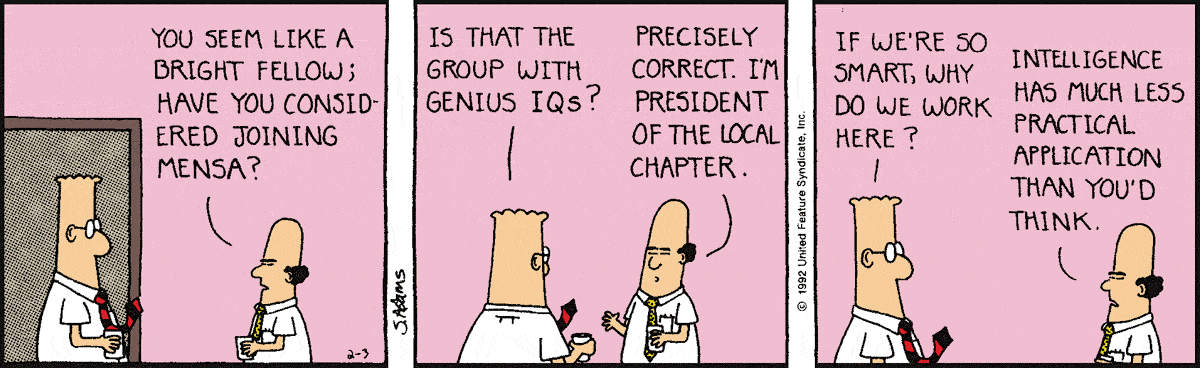 YOU SEEM LIKE A
BRIGHT FELLOW;
HAVE YOU CONSID-
ERED JOINING
MENSA?
2-3
S.Adams
IS THAT THE
GROUP WITH
GENIUS IQs?
PRECISELY
CORRECT. I'M
PRESIDENT
OF THE LOCAL
CHAPTER.
© 1992 United Feature Syndicate, Inc.
IF WE'RE SO
SMART, WHY
DO WE WORK
HERE?
INTELLIGENCE
HAS MUCH LESS
PRACTICAL
APPLICATION
THAN YOU'D
THINK.